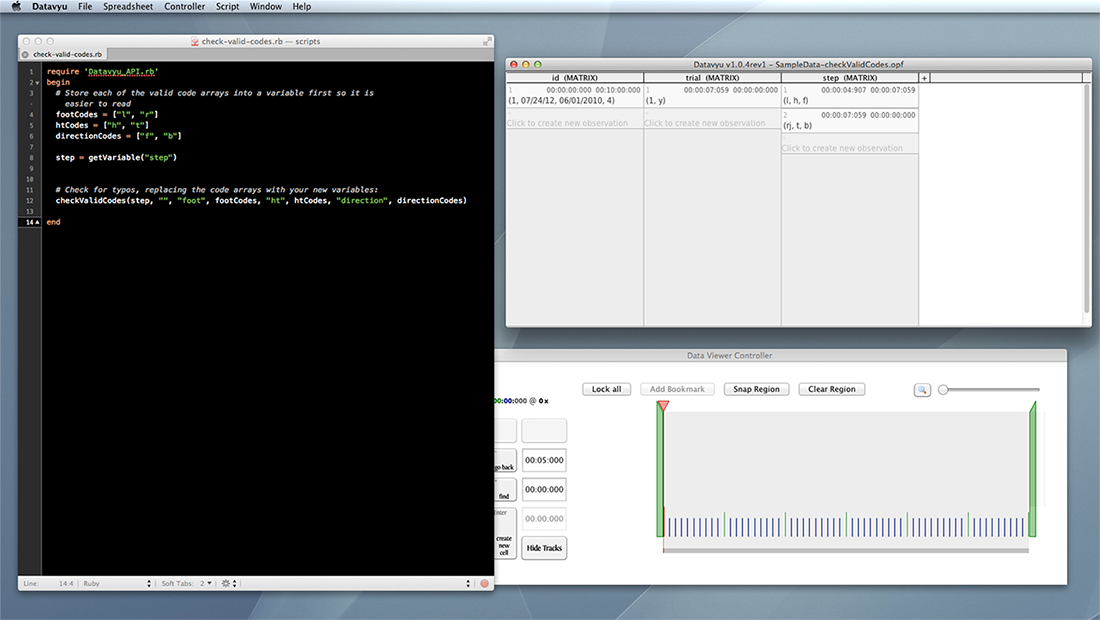 Datavyu File Edit Spreadsheet Controller Script Window Help
check-valid-codes.rb — scripts
check-valid-codes.rb
1 require 'Datavyu_API.rb'
2 begin
3 # Store each of the valid code arrays into a variable first so it is
easier to read
4 footCodes = ["l", "r"]
5 htCodes = ["h", "t"]
6 directionCodes = ["f", "b"]
7
8 step = getVariable("step")
9
10
11 # Check for typos, replacing the code arrays with your new variables:
12 checkValidCodes(step, "", "foot", footCodes, "ht", htCodes, "direction", directionCodes)
13
14 end
Line: 14:4 Ruby Soft Tabs: 2
Datavyu v1.0.4rev1 - SampleData-checkValidCodes.opf
id (MATRIX) trial (MATRIX) step (MATRIX) +
1 00:00:00:000 00:10:00:000 1 00:00:07:059 00:00:00:000 1 00:00:04:907 00:00:07:059
(1, 07/24/12, 06/01/2010, 4) (1, y) (l, h, f)
2 00:00:07:059 00:00:00:000
(rj, t, b)
Click to create new observation Click to create new observation
Click to create new observation
Data Viewer Controller
Lock all Add Bookmark Snap Region Clear Region
00:00:000 @ 0x
go back 00:05:000
find 00:00:000
Enter 00:00:000
create
new
cell Hide Tracks